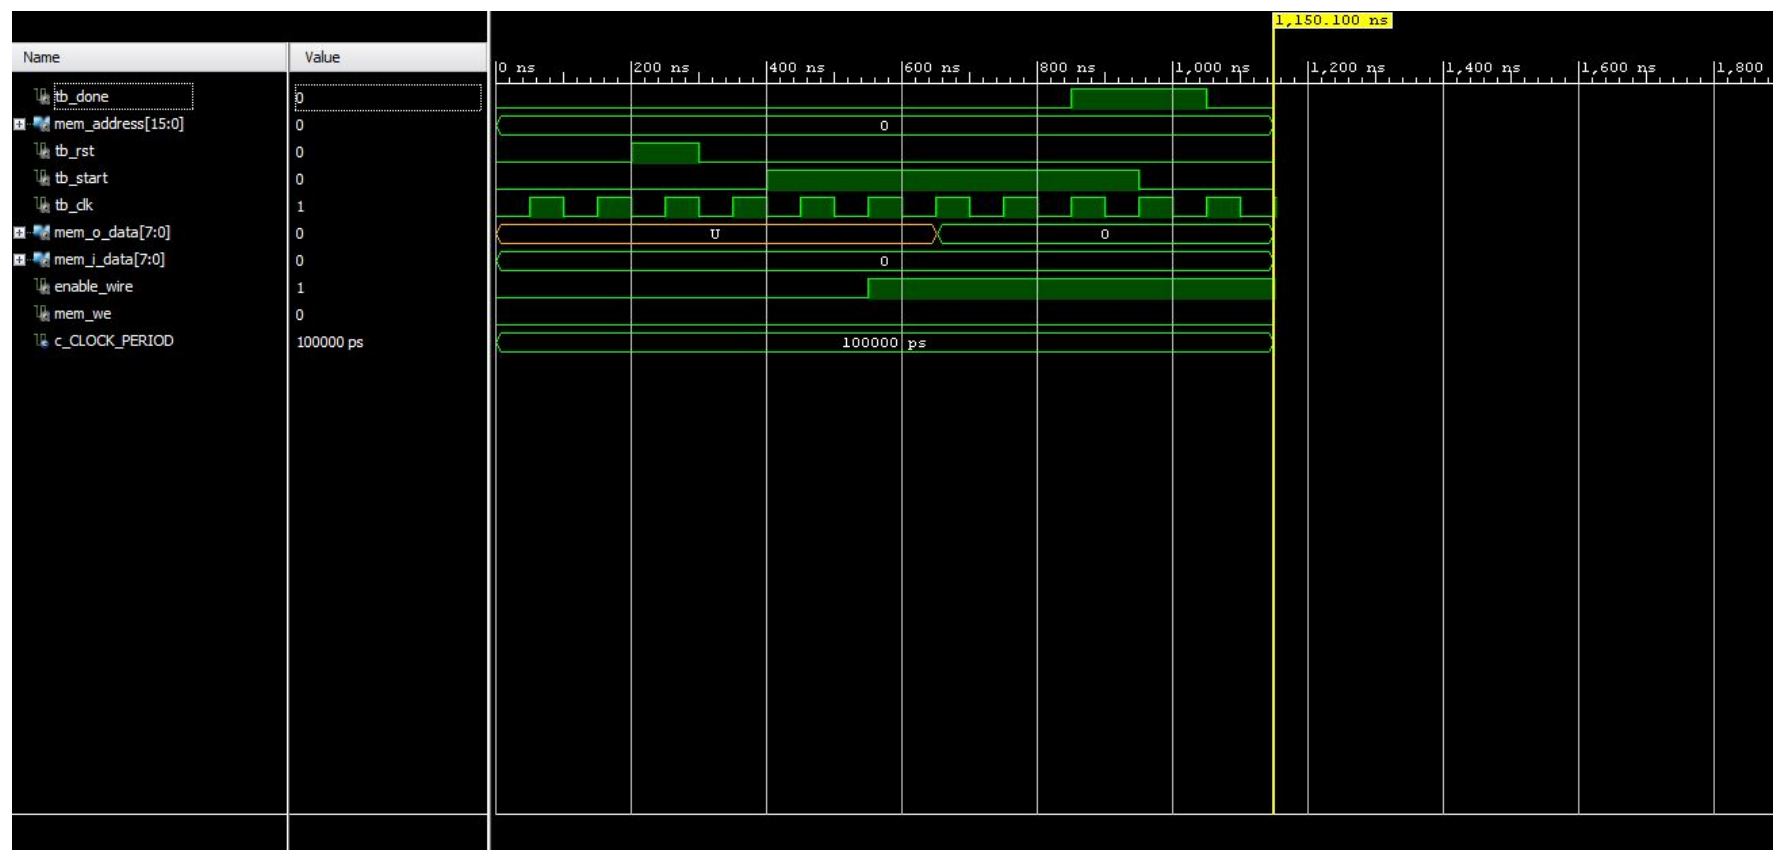 1,150.100 ns
Name Value
0 ns 200 ns 400 ns 600 ns 800 ns 1,000 ns 1,200 ns 1,400 ns 1,600 ns 1,800
tb_done 0
mem_address[15:0] 0 0
tb_rst 0
tb_start 0
tb_clk 1
mem_o_data[7:0] 0 U 0
mem_i_data[7:0] 0 0
enable_wire 1
mem_we 0
c_CLOCK_PERIOD 100000 ps 100000 ps